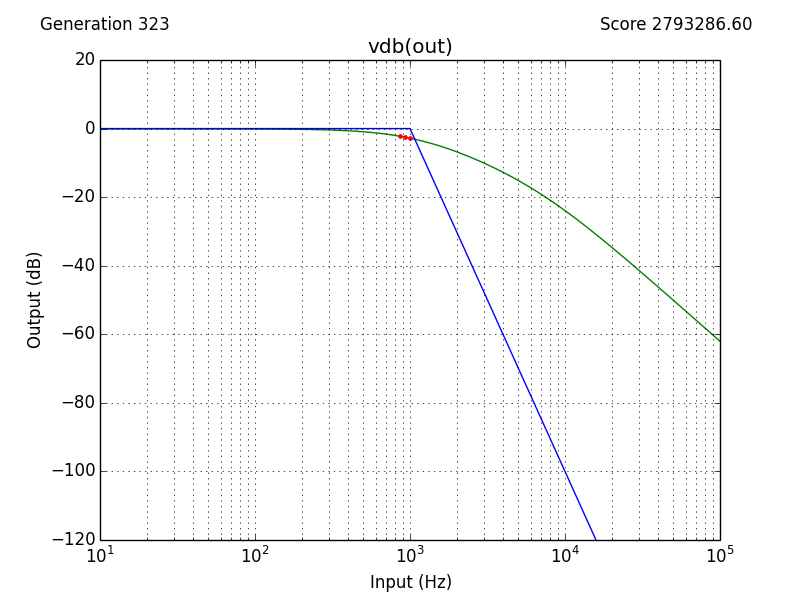 Generation 323
Score 2793286.60
vdb(out)
20
0
−20
−40
−60
−80
−100
−120
Output (dB)
10¹
10²
10³
10⁴
10⁵
Input (Hz)